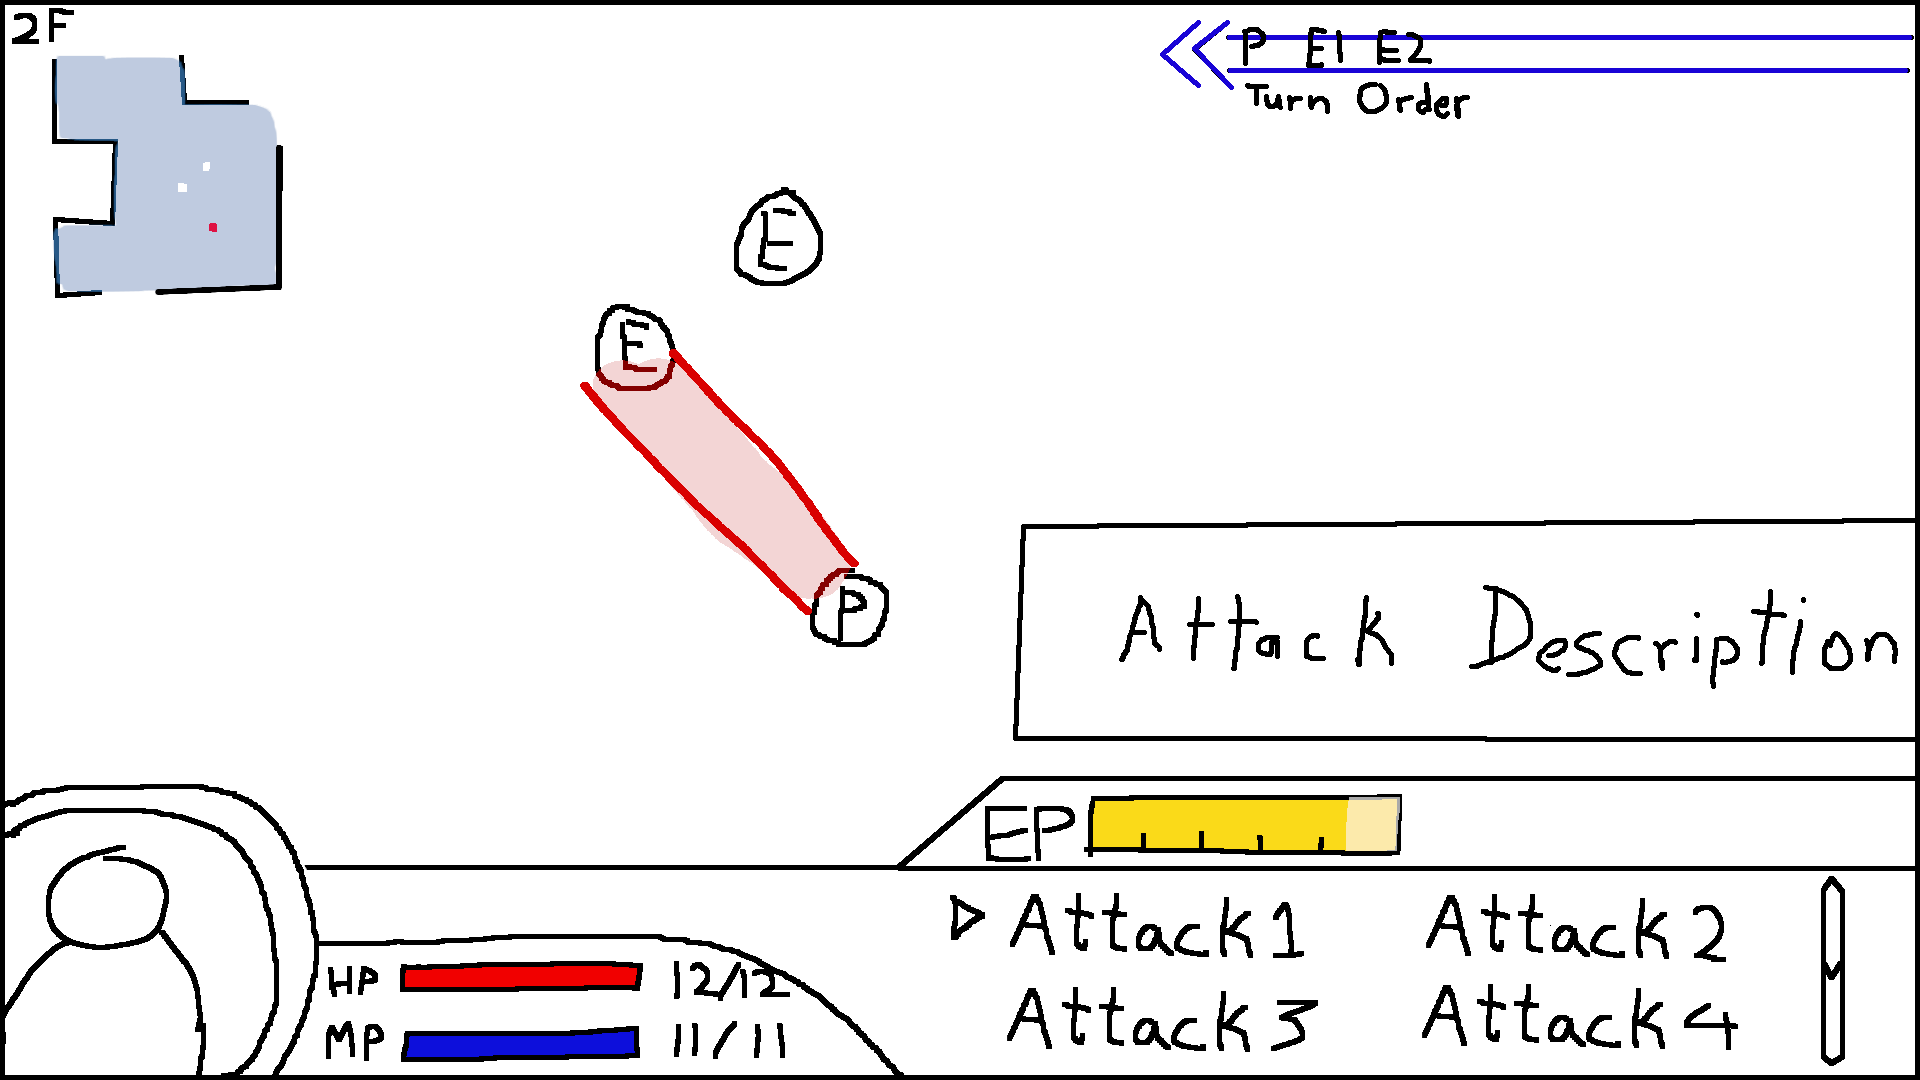 2F
P E1 E2
Turn Order
E
E
P
Attack Description
EP
Attack1 Attack2
Attack3 Attack4
HP 12/12
MP 11/11